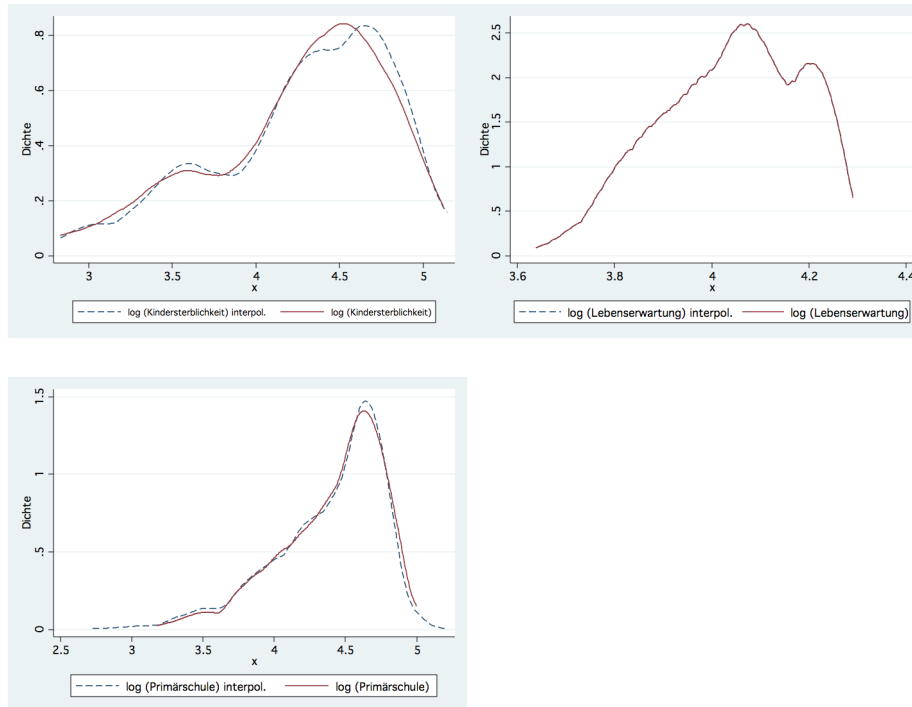 .8
.6
.4
.2
0
Dichte
3 3.5 4 4.5 5
x
log (Kindersterblichkeit) interpol. log (Kindersterblichkeit)
2.5
2
1.5
1
.5
0
Dichte
3.6 3.8 4 4.2 4.4
x
log (Lebenserwartung) interpol. log (Lebenserwartung)
1.5
1
.5
0
Dichte
2.5 3 3.5 4 4.5 5
x
log (Primärschule) interpol. log (Primärschule)